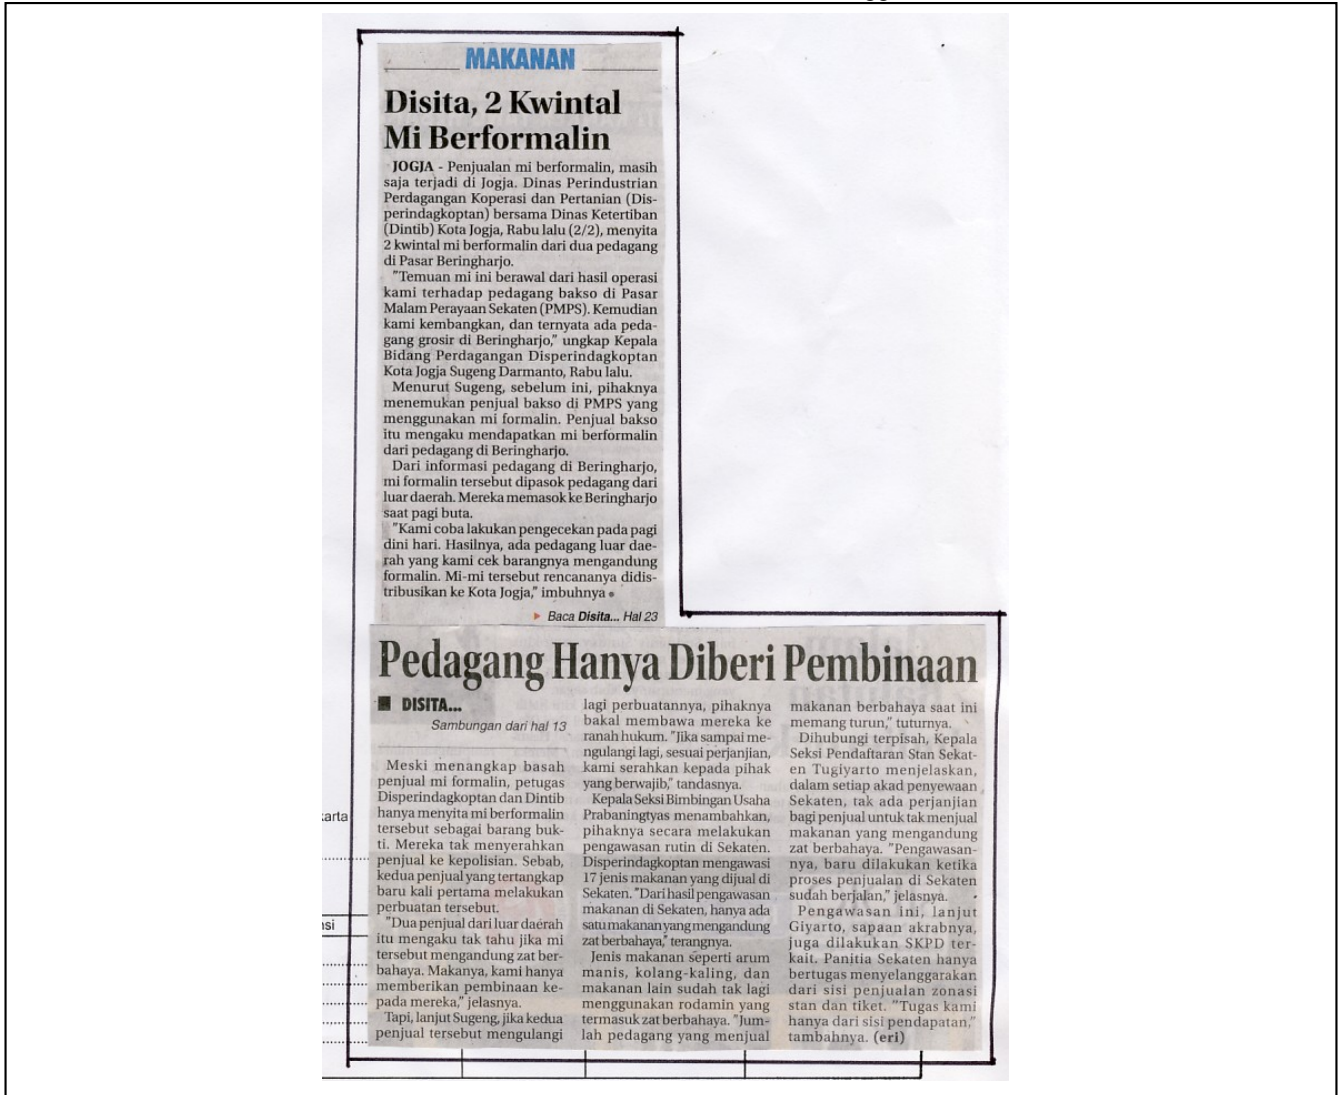 MAKANAN
Disita, 2 Kwintal
Mi Berformalin
JOGJA - Penjualan mi berformalin, masih
saja terjadi di Jogja. Dinas Perindustrian
Perdagangan Koperasi dan Pertanian (Dis-
perindagkoptan) bersama Dinas Ketertiban
(Dintib) Kota Jogja, Rabu lalu (2/2), menyita
2 kwintal mi berformalin dari dua pedagang
di Pasar Beringharjo.
"Temuan mi ini berawal dari hasil operasi
kami terhadap pedagang bakso di Pasar
Malam Perayaan Sekaten (PMPS). Kemudian
kami kembangkan, dan ternyata ada peda-
gang grosir di Beringharjo," ungkap Kepala
Bidang Perdagangan Disperindagkoptan
Kota Jogja Sugeng Darmanto, Rabu lalu.
Menurut Sugeng, sebelum ini, pihaknya
menemukan penjual bakso di PMPS yang
menggunakan mi formalin. Penjual bakso
itu mengaku mendapatkan mi berformalin
dari pedagang di Beringharjo.
Dari informasi pedagang di Beringharjo,
mi formalin tersebut dipasok pedagang dari
luar daerah. Mereka memasok ke Beringharjo
saat pagi buta.
"Kami coba lakukan pengecekan pada pagi
dini hari. Hasilnya, ada pedagang luar dae-
rah yang kami cek barangnya mengandung
formalin. Mi-mi tersebut rencananya didis-
tribusikan ke Kota Jogja," imbuhnya
Baca Disita... Hal 23
Pedagang Hanya Diberi Pembinaan
DISITA...
Sambungan dari hal 13
Meski menangkap basah
penjual mi formalin, petugas
Disperindagkoptan dan Dintib
hanya menyita mi berformalin
tersebut sebagai barang buk-
ti. Mereka tak menyerahkan
penjual ke kepolisian. Sebab,
kedua penjual yang tertangkap
baru kali pertama melakukan
perbuatan tersebut.
"Dua penjual dari luar daerah
itu mengaku tak tahu jika mi
tersebut mengandung zat ber-
bahaya. Makanya, kami hanya
memberikan pembinaan ke-
pada mereka," jelasnya.
Tapi, lanjut Sugeng, jika kedua
penjual tersebut mengulangi
lagi perbuatannya, pihaknya
bakal membawa mereka ke
ranah hukum. "Jika sampai me-
ngulangi lagi, sesuai perjanjian,
kami serahkan kepada pihak
yang berwajib," tandasnya.
Kepala Seksi Bimbingan Usaha
Prabaningtyas menambahkan,
pihaknya secara melakukan
pengawasan rutin di Sekaten.
Disperindagkoptan mengawasi
17 jenis makanan yang dijual di
Sekaten. "Dari hasil pengawasan
makanan di Sekaten, hanya ada
satu makanan yang mengandung
zat berbahaya," terangnya.
Jenis makanan seperti arum
manis, kolang-kaling, dan
makanan lain sudah tak lagi
menggunakan rodamin yang
termasuk zat berbahaya. "Jum-
lah pedagang yang menjual
makanan berbahaya saat ini
memang turun," tuturnya.
Dihubungi terpisah, Kepala
Seksi Pendaftaran Stan Sekat-
en Tugiyarto menjelaskan,
dalam setiap akad penyewaan
Sekaten, tak ada perjanjian
bagi penjual untuk tak menjual
makanan yang mengandung
zat berbahaya. "Pengawasan-
nya, baru dilakukan ketika
proses penjualan di Sekaten
sudah berjalan," jelasnya.
Pengawasan ini, lanjut
Giyarto, sapaan akrabnya,
juga dilakukan SKPD ter-
kait. Panitia Sekaten hanya
bertugas menyelanggarakan
dari sisi penjualan zonasi
stan dan tiket. "Tugas kami
hanya dari sisi pendapatan,"
tambahnya. (eri)